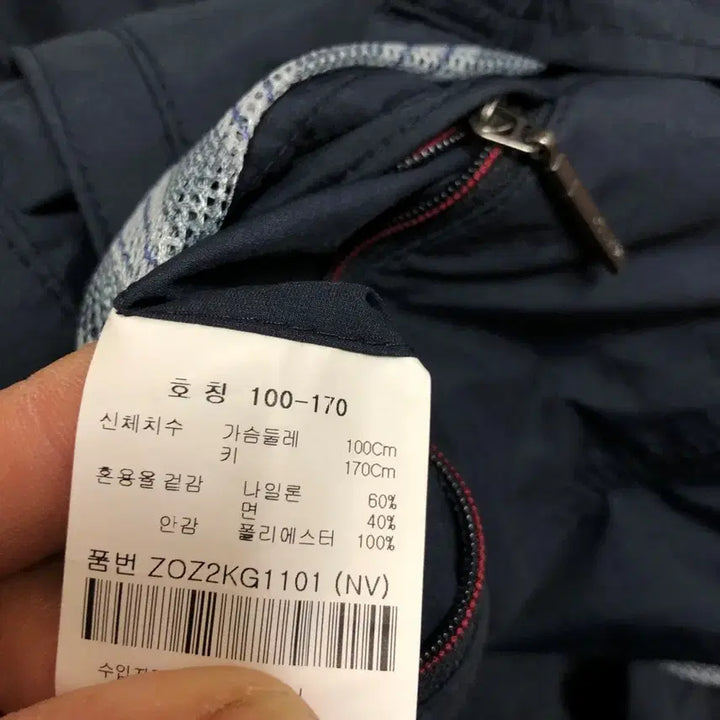 호 칭 100-170
신체치수 가슴둘레 100Cm
키 170Cm
혼용율 겉감 나일론 60%
면 40%
안감 폴리에스터 100%
품번 ZOZ2KG1101 (NV)